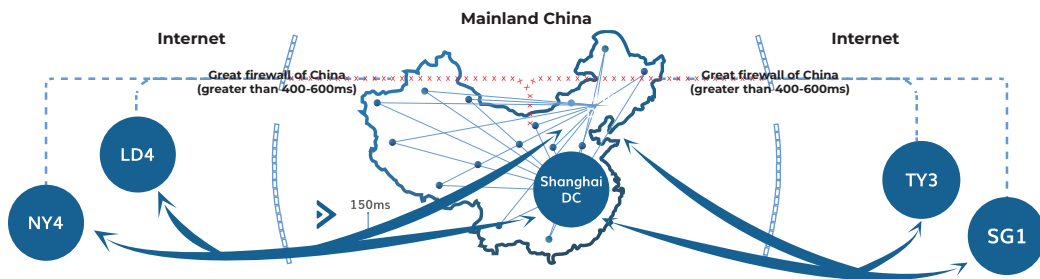 Mainland China
Internet
Internet
Great firewall of China
(greater than 400-600ms)
Great firewall of China
(greater than 400-600ms)
LD4
NY4
150ms
Shanghai
DC
TY3
SG1